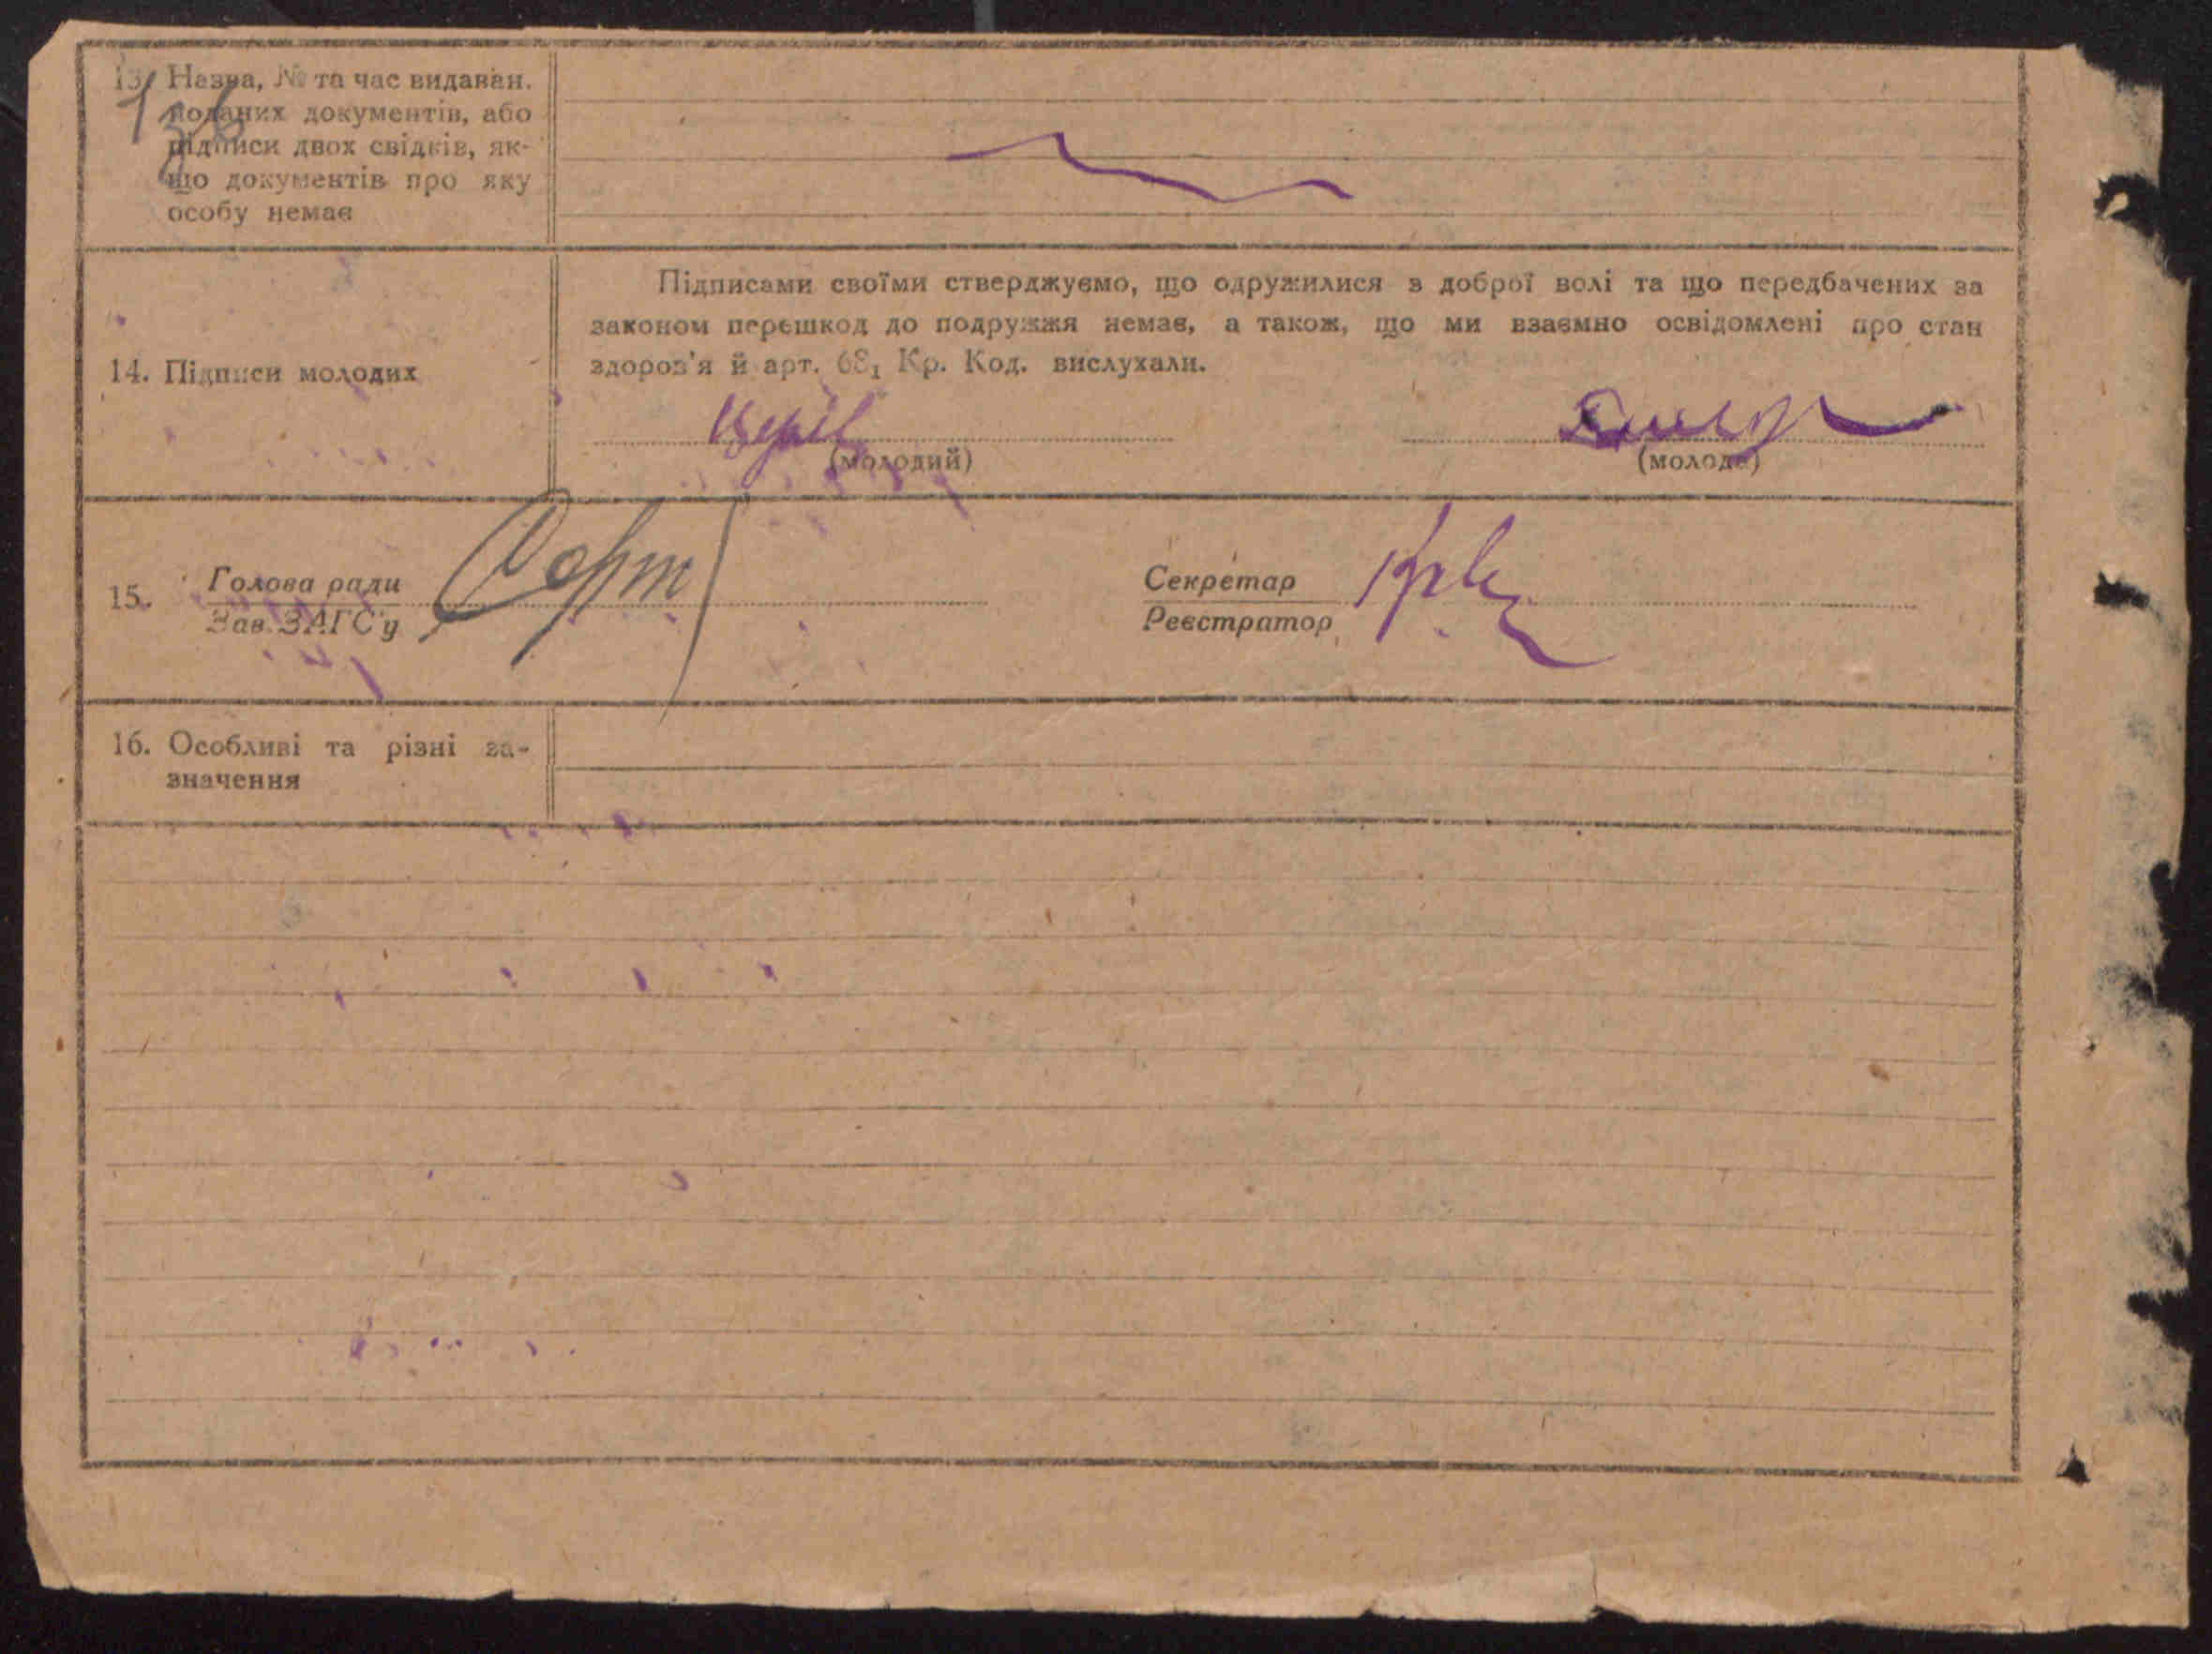 13. Назва, № та час видаван.
поданих документів, або
підписи двох свідків, як-
що документів про яку
особу немає
Підписами своїми стверджуємо, що одружилися з доброї волі та що передбачених за
законом перешкод до подружжя немає, а також, що ми взаємно освідомлені про стан
здоров'я й арт. 68₁ Кр. Код. вислухали.
14. Підписи молодих
(молодий)
(молода)
15. Голова ради
Зав. ЗАГС'у
Секретар
Реєстратор
16. Особливі та різні за-
значення